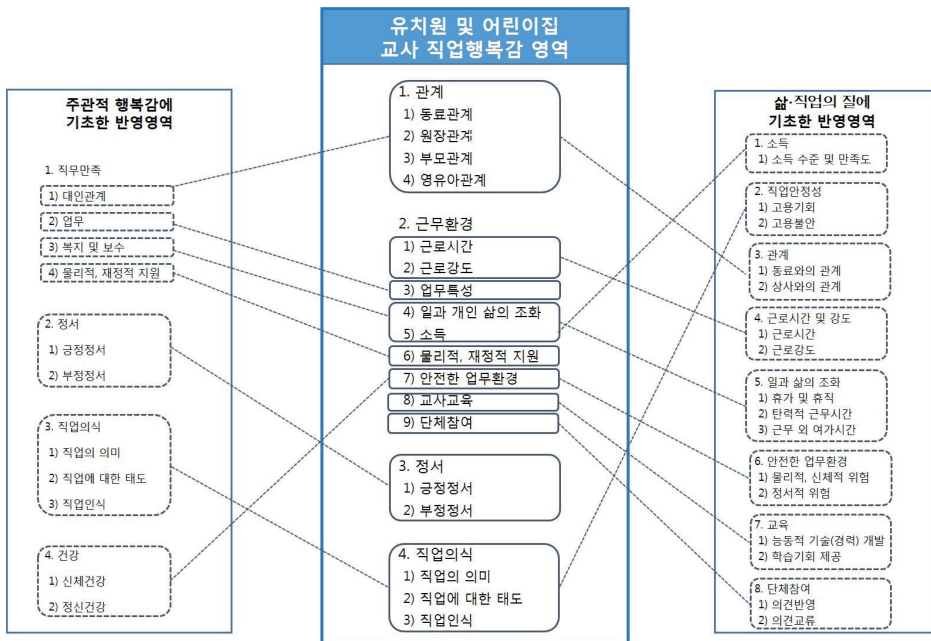 유치원 및 어린이집
교사 직업행복감 영역
주관적 행복감에
기초한 반영영역
1. 직무만족
1) 대인관계
2) 업무
3) 복지 및 보수
4) 물리적, 재정적 지원
2. 정서
1) 긍정정서
2) 부정정서
3. 직업의식
1) 직업의 의미
2) 직업에 대한 태도
3) 직업인식
4. 건강
1) 신체건강
2) 정신건강
1. 관계
1) 동료관계
2) 원장관계
3) 부모관계
4) 영유아관계
2. 근무환경
1) 근로시간
2) 근로강도
3) 업무특성
4) 일과 개인 삶의 조화
5) 소득
6) 물리적, 재정적 지원
7) 안전한 업무환경
8) 교사교육
9) 단체참여
3. 정서
1) 긍정정서
2) 부정정서
4. 직업의식
1) 직업의 의미
2) 직업에 대한 태도
3) 직업인식
삶·직업의 질에
기초한 반영영역
1. 소득
1) 소득 수준 및 만족도
2. 직업안정성
1) 고용기회
2) 고용불안
3. 관계
1) 동료와의 관계
2) 상사와의 관계
4. 근로시간 및 강도
1) 근로시간
2) 근로강도
5. 일과 삶의 조화
1) 휴가 및 휴직
2) 탄력적 근무시간
3) 근무 외 여가시간
6. 안전한 업무환경
1) 물리적, 신체적 위험
2) 정서적 위험
7. 교육
1) 능동적 기술(경력) 개발
2) 학습기회 제공
8. 단체참여
1) 의견반영
2) 의견교류